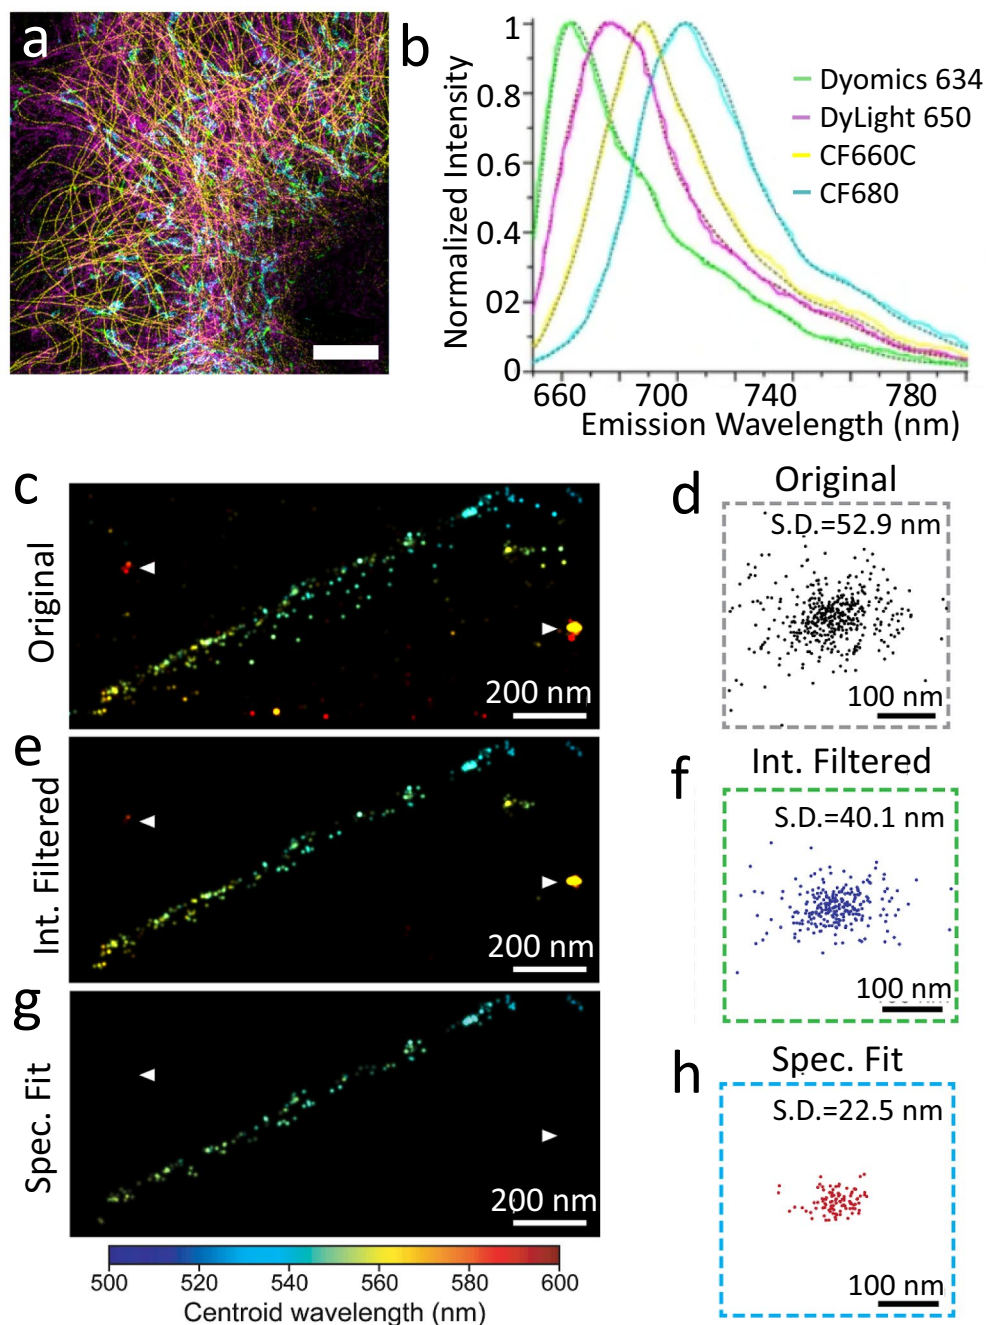 a
b
Normalized Intensity
1
0.8
0.6
0.4
02
0
660 700 740 780
Emission Wavelength (nm)
Dyomics 634
DyLight 650
CF660C
CF680
c
Original
200 nm
d
Original
S.D.=52.9 nm
100 nm
e
Int. Filtered
200 nm
f
Int. Filtered
S.D.=40.1 nm
100 nm
g
Spec. Fit
200 nm
h
Spec. Fit
S.D.=22.5 nm
100 nm
500 520 540 560 580 600
Centroid wavelength (nm)